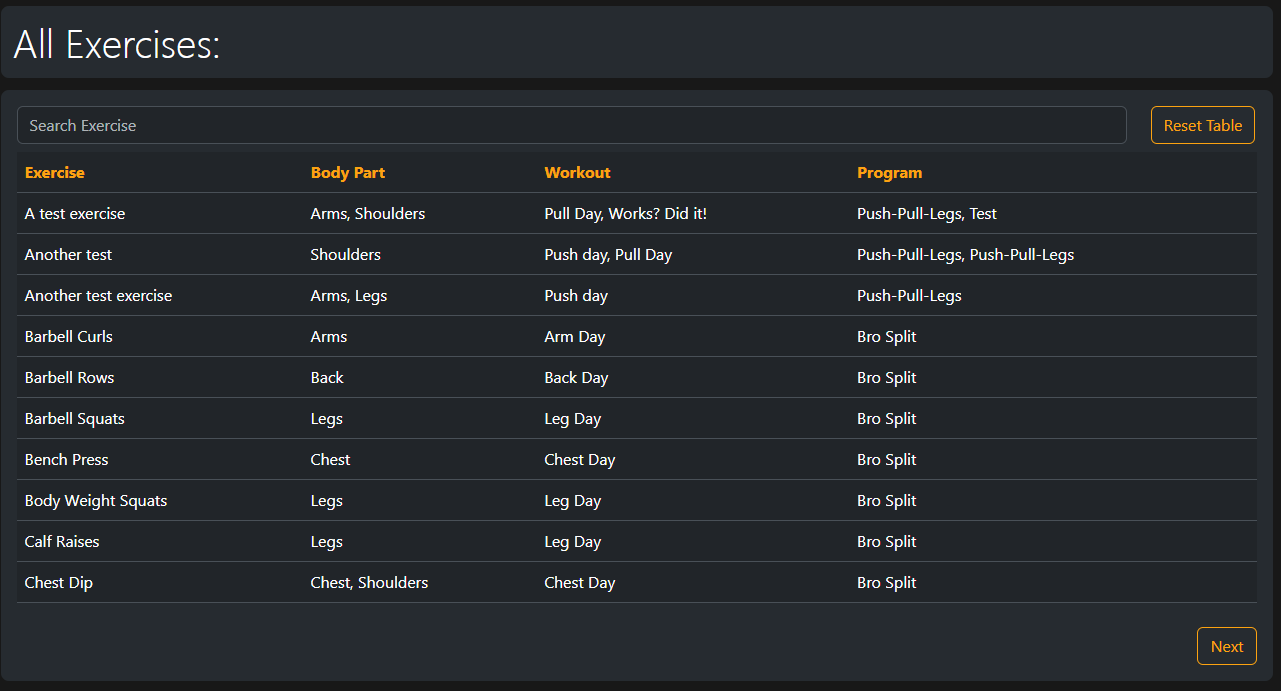 All Exercises:
Search Exercise Reset Table
Exercise Body Part Workout Program
A test exercise Arms, Shoulders Pull Day, Works? Did it! Push-Pull-Legs, Test
Another test Shoulders Push day, Pull Day Push-Pull-Legs, Push-Pull-Legs
Another test exercise Arms, Legs Push day Push-Pull-Legs
Barbell Curls Arms Arm Day Bro Split
Barbell Rows Back Back Day Bro Split
Barbell Squats Legs Leg Day Bro Split
Bench Press Chest Chest Day Bro Split
Body Weight Squats Legs Leg Day Bro Split
Calf Raises Legs Leg Day Bro Split
Chest Dip Chest, Shoulders Chest Day Bro Split
Next